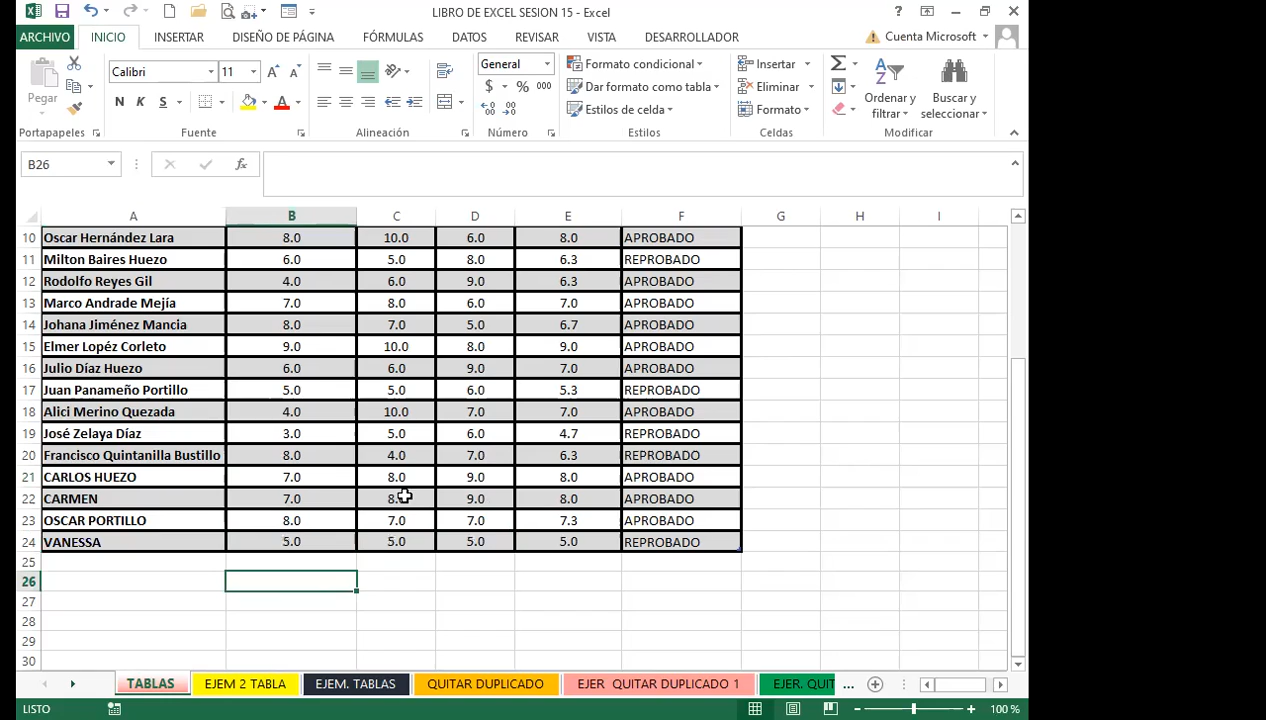 LIBRO DE EXCEL SESION 15 - Excel
ARCHIVO INICIO INSERTAR DISEÑO DE PÁGINA FÓRMULAS DATOS REVISAR VISTA DESARROLLADOR Cuenta Microsoft
Pegar
Portapapeles
Calibri 11
N K S
Fuente
Alineación
General
$ % 000
Número
Formato condicional
Dar formato como tabla
Estilos de celda
Estilos
Insertar
Eliminar
Formato
Celdas
Ordenar y filtrar
Buscar y seleccionar
Modificar
B26 fx
A B C D E F G H I
10 Oscar Hernández Lara 8.0 10.0 6.0 8.0 APROBADO
11 Milton Baires Huezo 6.0 5.0 8.0 6.3 REPROBADO
12 Rodolfo Reyes Gil 4.0 6.0 9.0 6.3 APROBADO
13 Marco Andrade Mejía 7.0 8.0 6.0 7.0 APROBADO
14 Johana Jiménez Mancia 8.0 7.0 5.0 6.7 APROBADO
15 Elmer Lopéz Corleto 9.0 10.0 8.0 9.0 APROBADO
16 Julio Díaz Huezo 6.0 6.0 9.0 7.0 APROBADO
17 Juan Panameño Portillo 5.0 5.0 6.0 5.3 REPROBADO
18 Alici Merino Quezada 4.0 10.0 7.0 7.0 APROBADO
19 José Zelaya Díaz 3.0 5.0 6.0 4.7 REPROBADO
20 Francisco Quintanilla Bustillo 8.0 4.0 7.0 6.3 REPROBADO
21 CARLOS HUEZO 7.0 8.0 9.0 8.0 APROBADO
22 CARMEN 7.0 8.0 9.0 8.0 APROBADO
23 OSCAR PORTILLO 8.0 7.0 7.0 7.3 APROBADO
24 VANESSA 5.0 5.0 5.0 5.0 REPROBADO
25
26
27
28
29
30
TABLAS EJEM 2 TABLA EJEM. TABLAS QUITAR DUPLICADO EJER QUITAR DUPLICADO 1 EJER. QUIT ...
LISTO 100 %